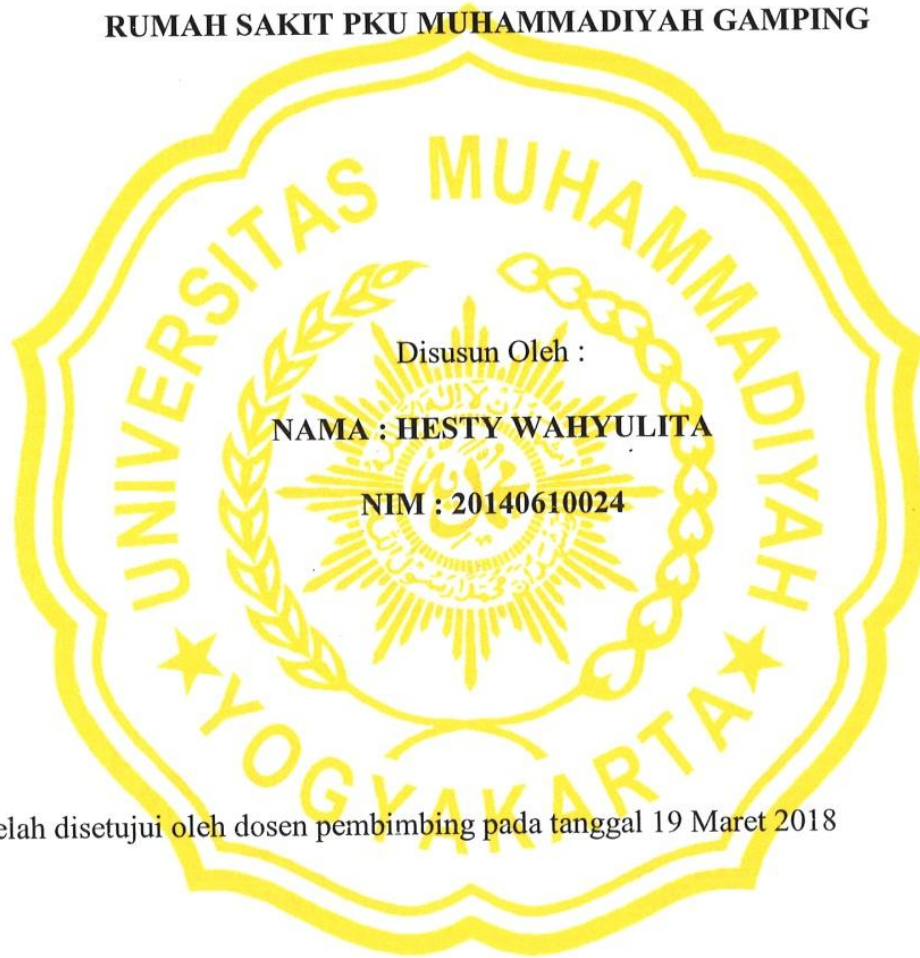 RUMAH SAKIT PKU MUHAMMADIYAH GAMPING
UNIVERSITAS MUHAMMADIYAH
Disusun Oleh :
NAMA : HESTY WAHYULITA
NIM : 20140610024
YOGYAKARTA
elah disetujui oleh dosen pembimbing pada tanggal 19 Maret 2018